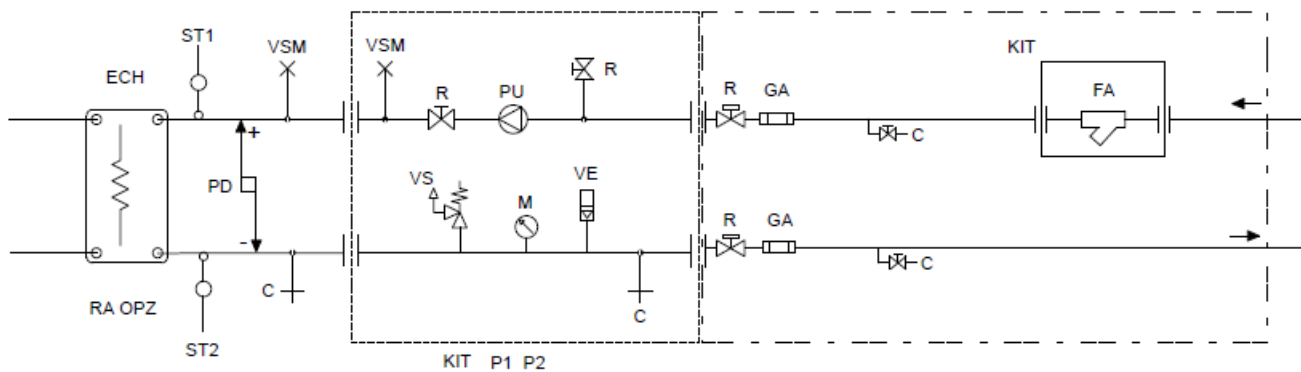 ST1
VSM
VSM
KIT
ECH
R
PU
R
R
GA
FA
C
+
PD
VS
M
VE
R
GA
-
C
C
C
RA OPZ
ST2
KIT P1 P2